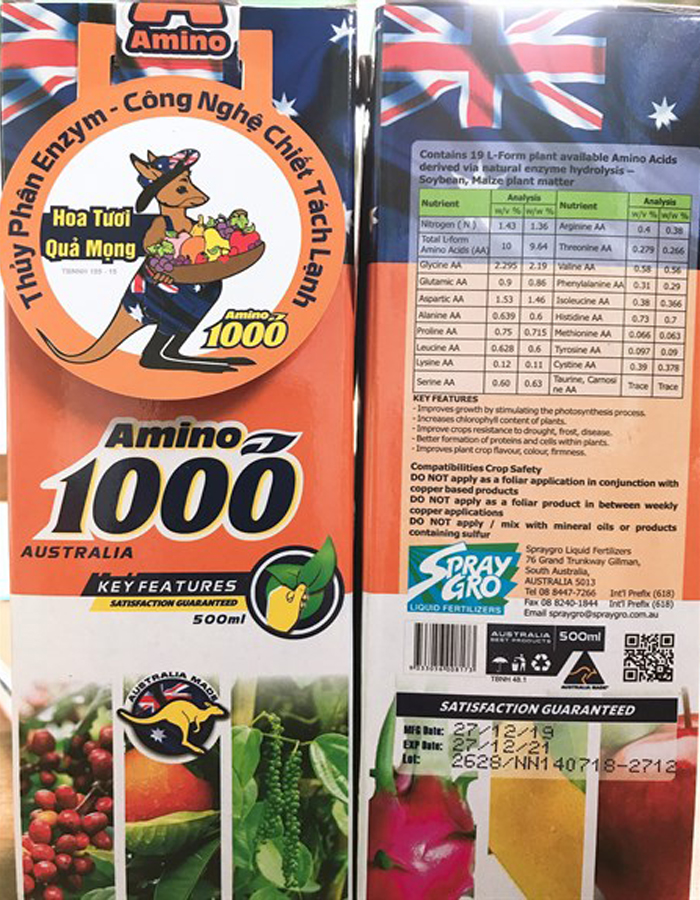 Amino
Thủy Phân Enzym - Công Nghệ Chiết Tách Lạnh
Hoa Tươi
Quả Mọng
TBNNH 155 - 15
Amino
1000
Amino
1000
AUSTRALIA
KEY FEATURES
SATISFACTION GUARANTEED
500ml
AUSTRALIA MADE
Contains 19 L-Form plant available Amino Acids
derived via natural enzyme hydrolysis –
Soybean, Maize plant matter
Nutrient Analysis Nutrient Analysis
w/v % w/w % w/v % w/w %
Nitrogen ( N ) 1.43 1.36 Arginine AA 0.4 0.38
Total L-form
Amino Acids (AA) 10 9.64 Threonine AA 0.279 0.266
Glycine AA 2.295 2.19 Valine AA 0.58 0.56
Glutamic AA 0.9 0.86 Phenylalanine AA 0.31 0.29
Aspartic AA 1.53 1.46 Isoleucine AA 0.38 0.366
Alanine AA 0.639 0.6 Histidine AA 0.73 0.7
Proline AA 0.75 0.715 Methionine AA 0.066 0.063
Leucine AA 0.628 0.6 Tyrosine AA 0.097 0.09
Lysine AA 0.12 0.11 Cystine AA 0.39 0.378
Serine AA 0.60 0.63 Taurine, Carnosi
ne AA Trace Trace
KEY FEATURES
- Improves growth by stimulating the photosynthesis process.
- Increases chlorophyll content of plants.
- Improve crops resistance to drought, frost, disease.
- Better formation of proteins and cells within plants.
- Improves plant crop flavour, colour, firmness.
Compatibilities Crop Safety
DO NOT apply as a foliar application in conjunction with
copper based products
DO NOT apply as a foliar product in between weekly
copper applications
DO NOT apply / mix with mineral oils or products
containing sulfur
SPRAY
GRO
LIQUID FERTILIZERS
Spraygro Liquid Fertilizers
76 Grand Trunkway Gillman,
South Australia,
AUSTRALIA 5013
Tel 08 8447-7266 Int'l Prefix (618)
Fax 08 8240-1844 Int'l Prefix (618)
Email spraygro@spraygro.com.au
AUSTRALIA
BEST PRODUCTS
500ml
TBNH 48.1
AUSTRALIA MADE
SATISFACTION GUARANTEED
MFG Date: 27/12/19
EXP Date: 27/12/21
Lot: 2628/NN140718-2712